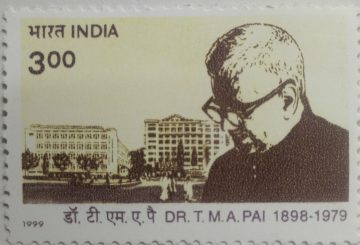 भारत INDIA
3.00
1999 डॉ. टी. एम. ए. पै DR. T. M. A. PAI 1898-1979